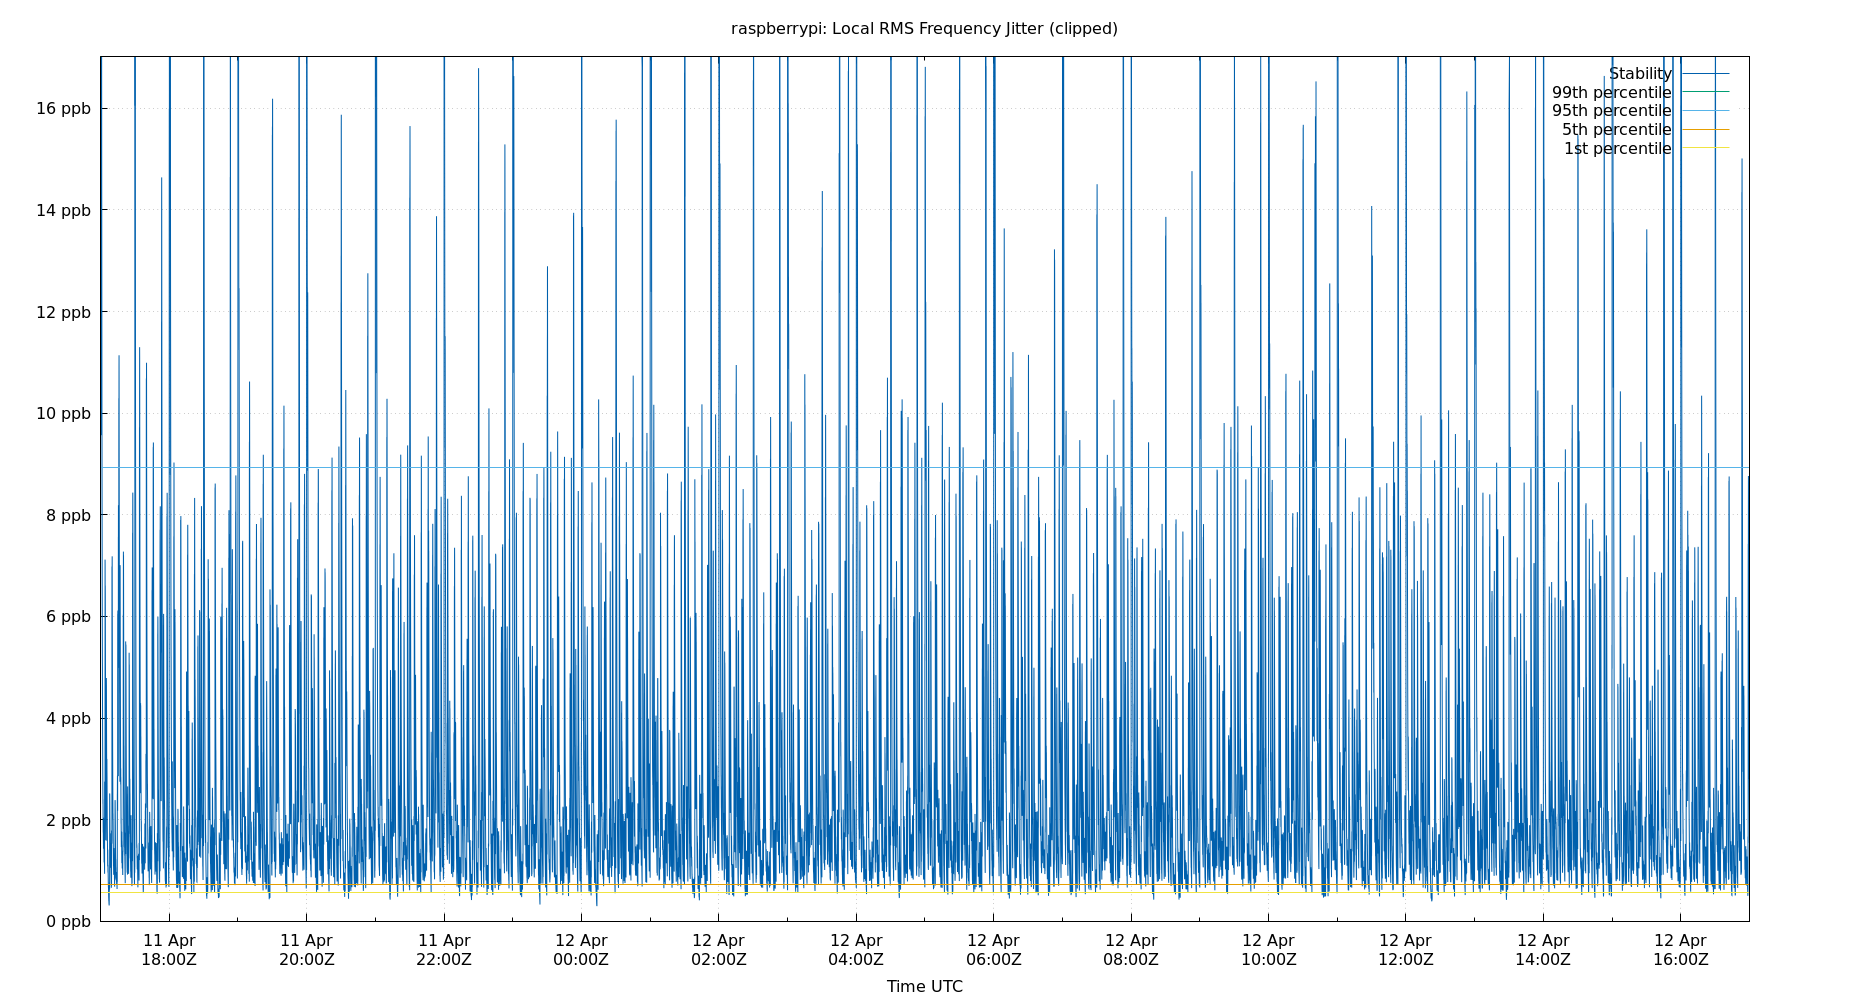 raspberrypi: Local RMS Frequency Jitter (clipped)
Stability
99th percentile
95th percentile
5th percentile
1st percentile
16 ppb
14 ppb
12 ppb
10 ppb
8 ppb
6 ppb
4 ppb
2 ppb
0 ppb
11 Apr 11 Apr 11 Apr 12 Apr 12 Apr 12 Apr 12 Apr 12 Apr 12 Apr 12 Apr 12 Apr 12 Apr
18:00Z 20:00Z 22:00Z 00:00Z 02:00Z 04:00Z 06:00Z 08:00Z 10:00Z 12:00Z 14:00Z 16:00Z
Time UTC